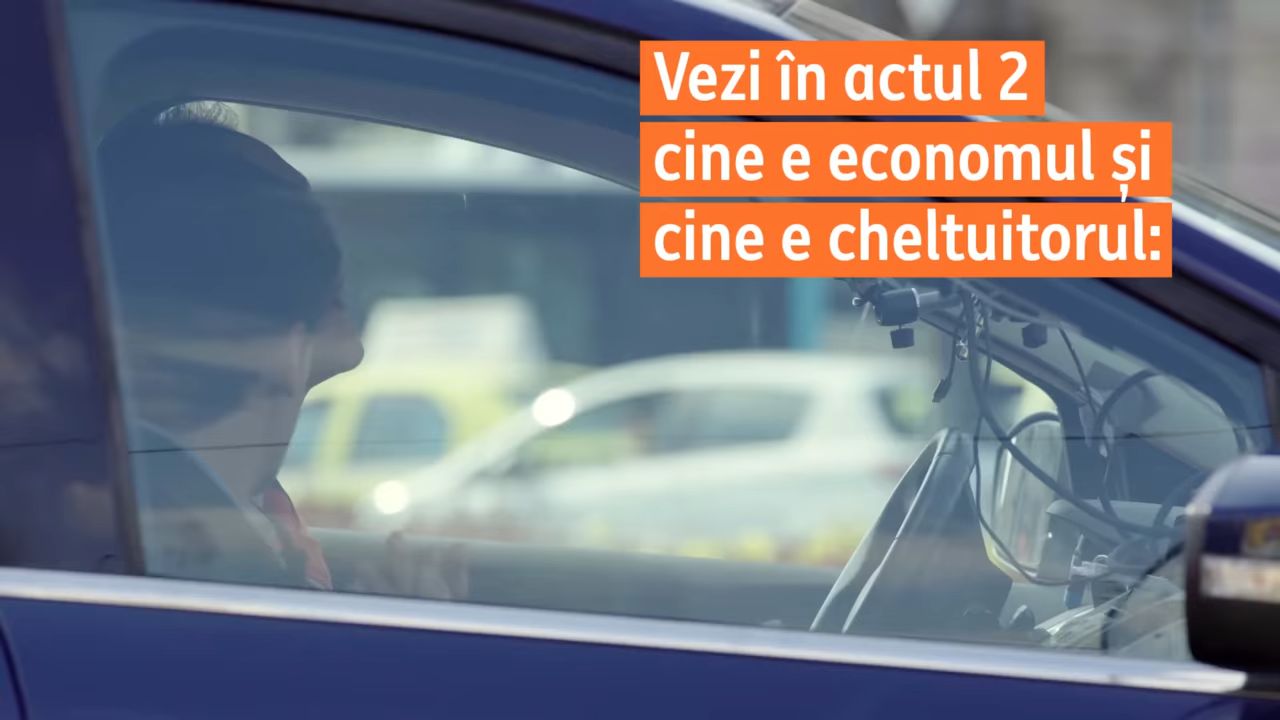 Vezi în actul 2
cine e economul și
cine e cheltuitorul: